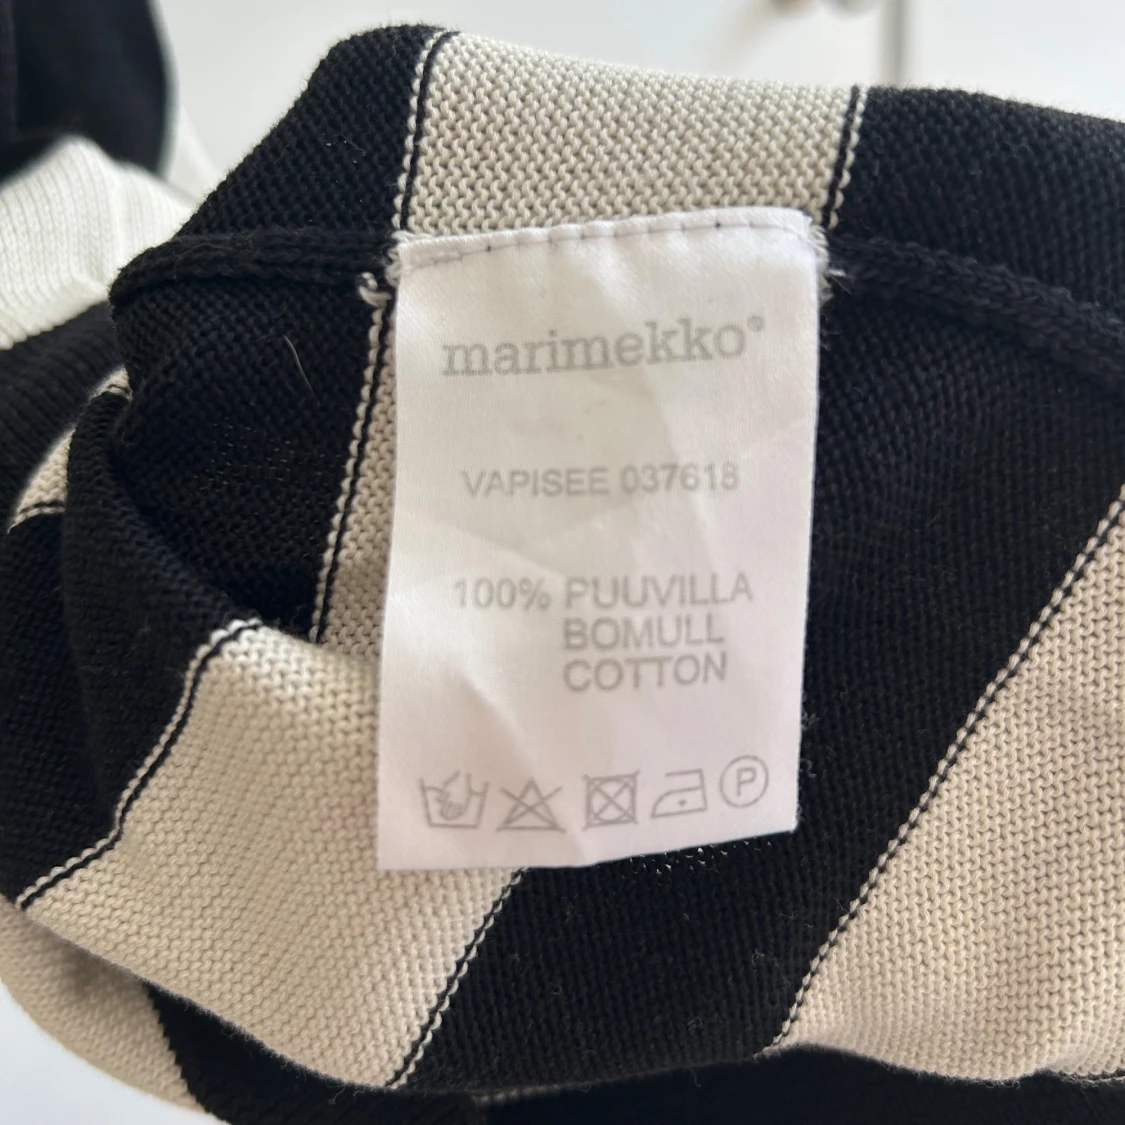 marimekko®
VAPISEE 037618
100% PUUVILLA
BOMULL
COTTON
P